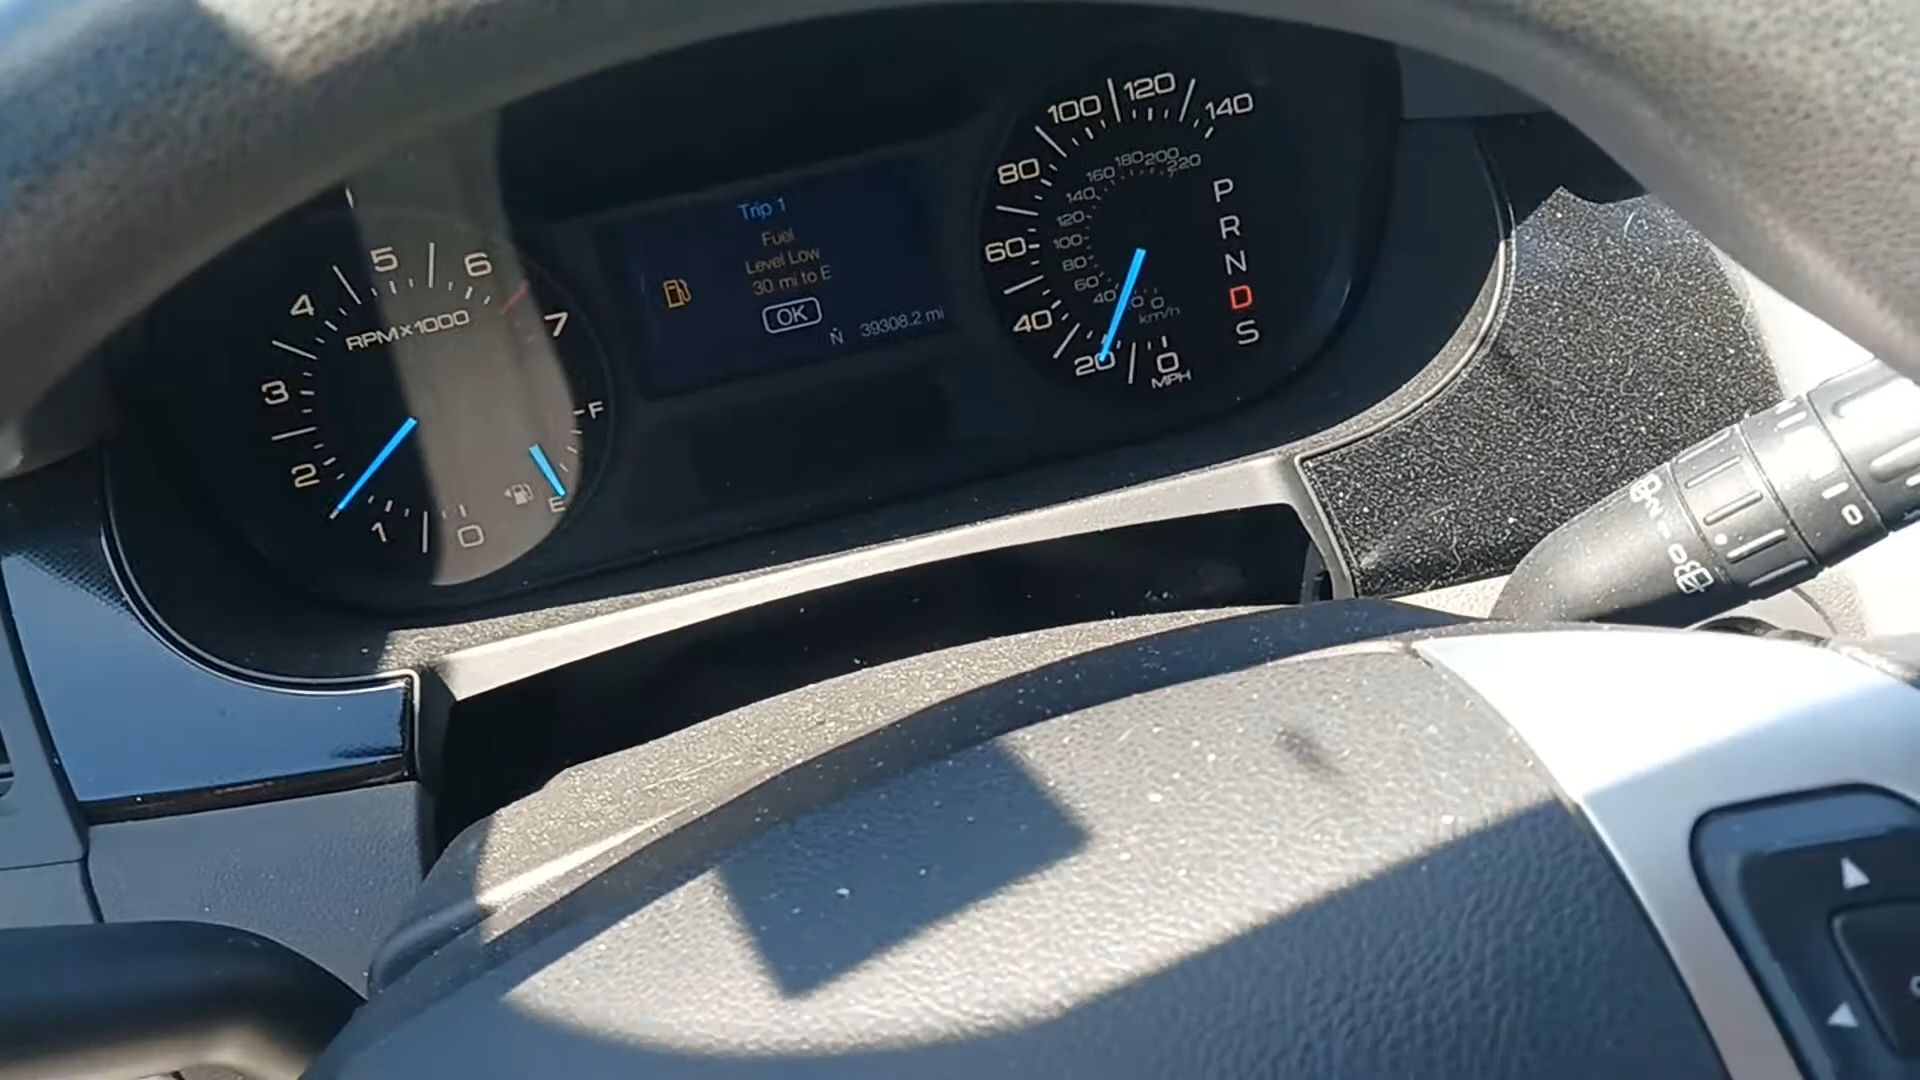 5
6
4
7
RPM x 1000
3
2
1
0
F
E
Trip 1
Fuel
Level Low
30 mi to E
OK
N 39308.2 mi
120
100
140
80
60
40
20
0
MPH
180
200
160
220
140
120
100
80
60
40
0
km/h
P
R
N
D
S
O